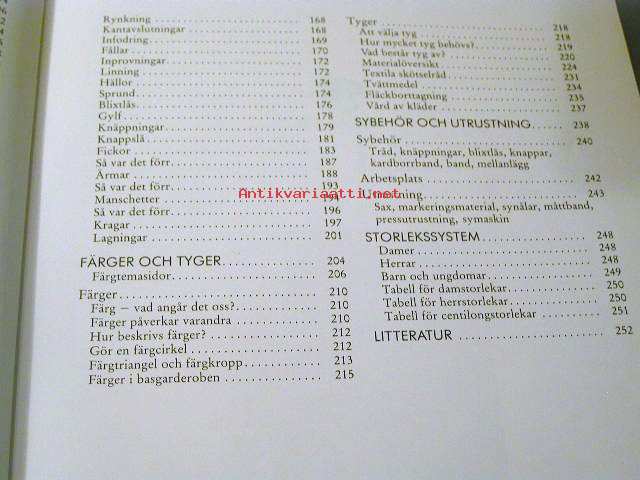 Rynkning 168
Kantavslutningar 168
Infodring 169
Fållar 170
Inprovningar 172
Linning 172
Hällor 174
Sprund 174
Blixtlås 176
Gylf 178
Knäppningar 179
Knappslå 181
Fickor 183
Så var det förr 187
Ärmar 188
Så var det förr 193
Manschetter 194
Så var det förr 196
Kragar 197
Lagningar 201
FÄRGER OCH TYGER 204
Färgtemasidor 206
Färger 210
Färg – vad angår det oss? 210
Färger påverkar varandra 210
Hur beskrivs färger? 212
Gör en färgcirkel 212
Färgtriangel och färgkropp 213
Färger i basgarderoben 215
Tyger 218
Att välja tyg 218
Hur mycket tyg behövs? 219
Vad består tyg av? 220
Materialöversikt 224
Textila skötselråd 231
Tvättmedel 234
Fläckborttagning 235
Vård av kläder 237
SYBEHÖR OCH UTRUSTNING 238
Sybehör 240
Tråd, knäppningar, blixtlås, knappar,
kardborrband, band, mellanlägg
Arbetsplats 242
Utrustning 243
Sax, markeringsmaterial, synålar, måttband,
pressutrustning, symaskin
STORLEKSSYSTEM 248
Damer 248
Herrar 248
Barn och ungdomar 249
Tabell för damstorlekar 250
Tabell för herrstorlekar 250
Tabell för centilongstorlekar 251
LITTERATUR 252
Antikvariaatti.net